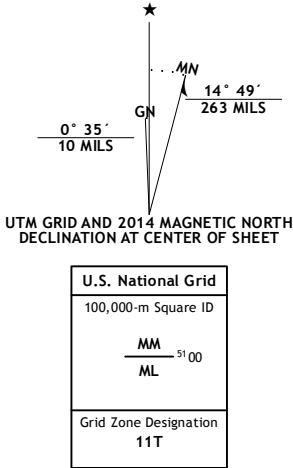 MN
GN
14° 49´
263 MILS
0° 35´
10 MILS
UTM GRID AND 2014 MAGNETIC NORTH
DECLINATION AT CENTER OF SHEET
U.S. National Grid
100,000-m Square ID
MM
5100
ML
Grid Zone Designation
11T